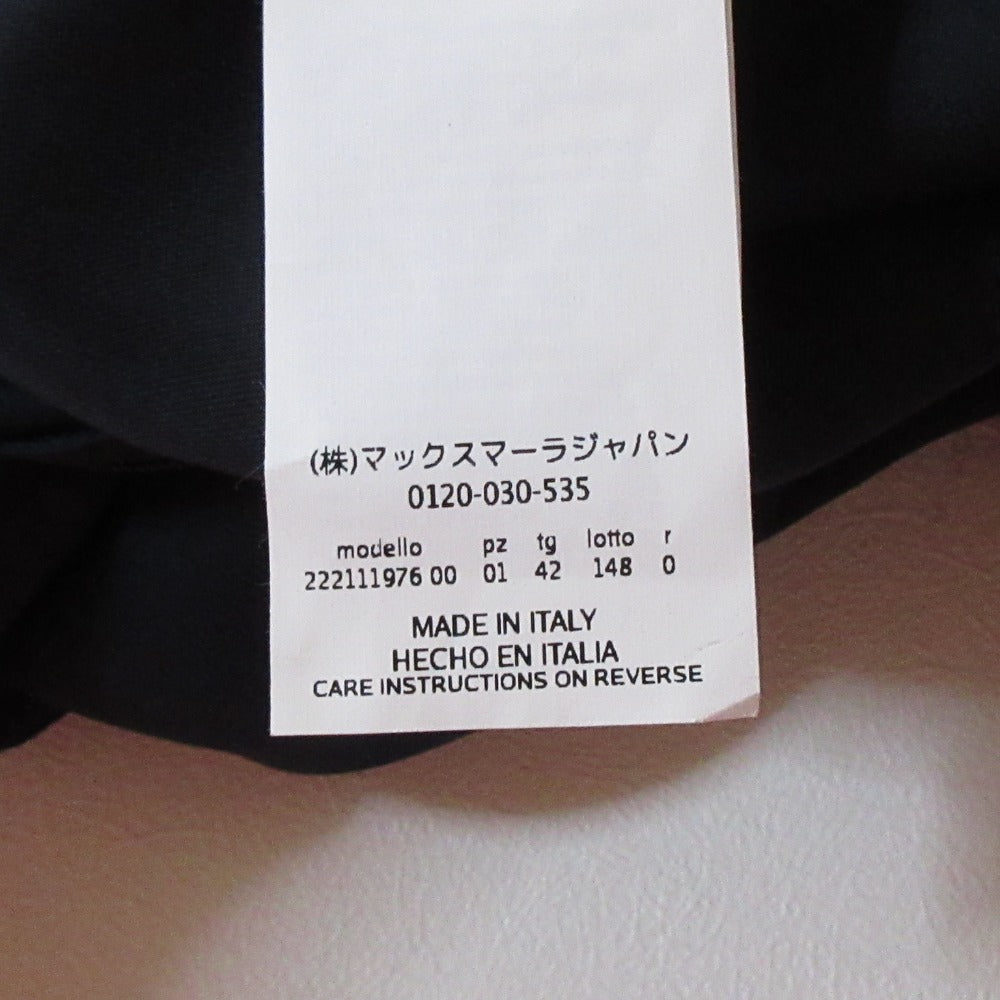 (株)マックスマーラジャパン
0120-030-535
modello pz tg lotto r
222111976 00 01 42 148 0
MADE IN ITALY
HECHO EN ITALIA
CARE INSTRUCTIONS ON REVERSE